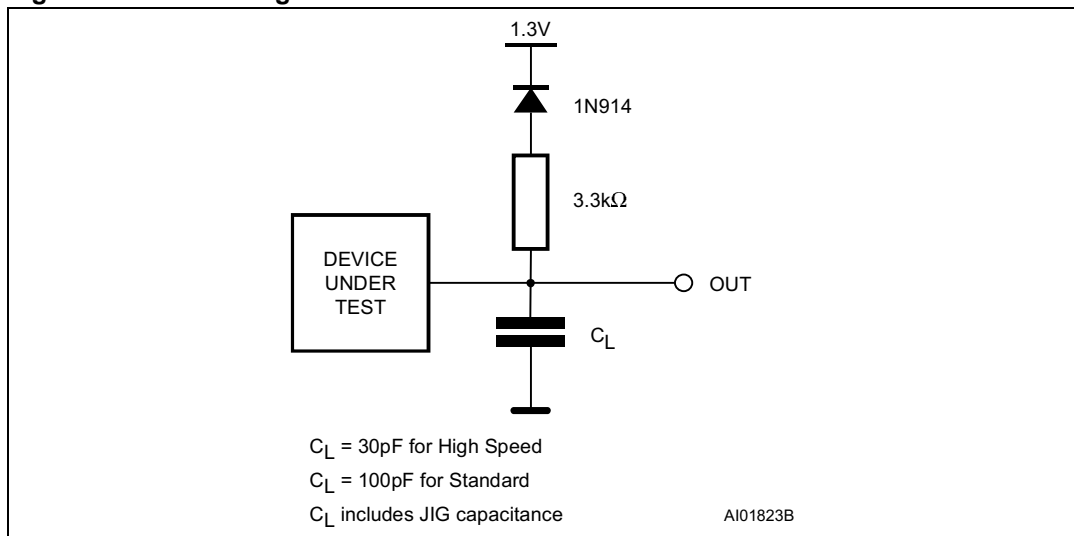 1.3V
1N914
3.3kΩ
DEVICE
UNDER
TEST
OUT
CL
CL = 30pF for High Speed
CL = 100pF for Standard
CL includes JIG capacitance
AI01823B